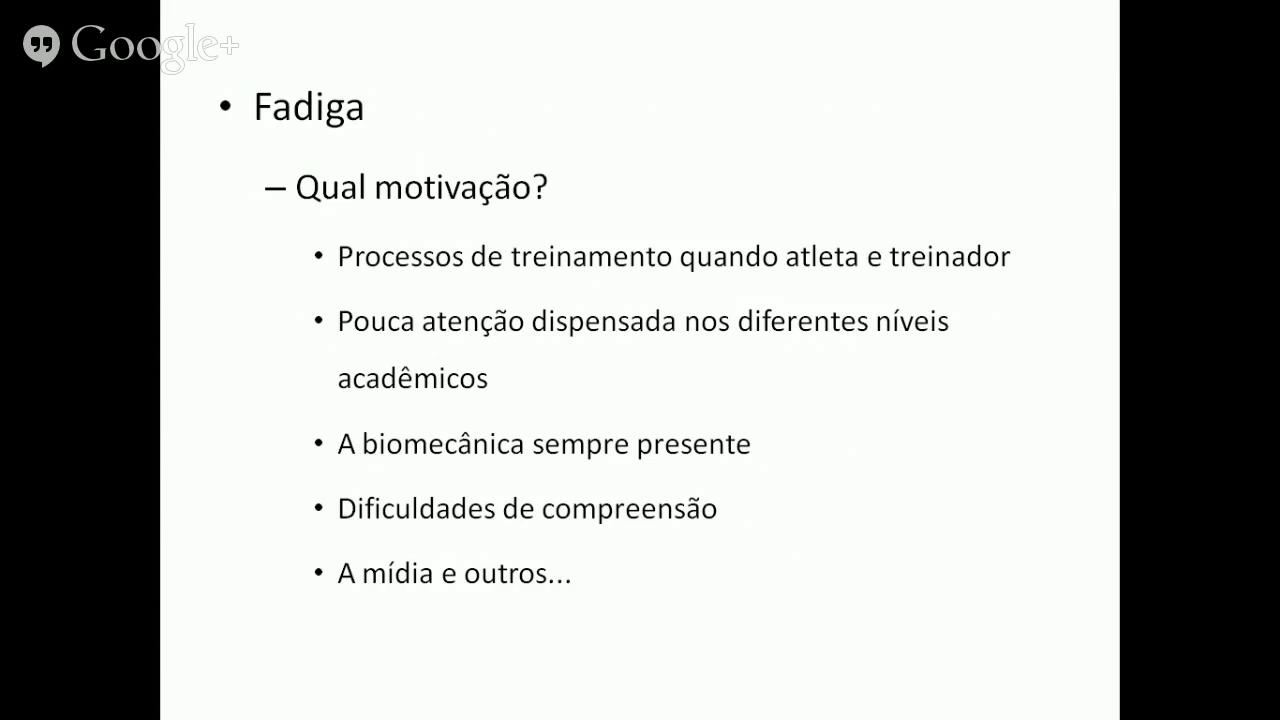 Google+
• Fadiga
– Qual motivação?
• Processos de treinamento quando atleta e treinador
• Pouca atenção dispensada nos diferentes níveis
acadêmicos
• A biomecânica sempre presente
• Dificuldades de compreensão
• A mídia e outros...